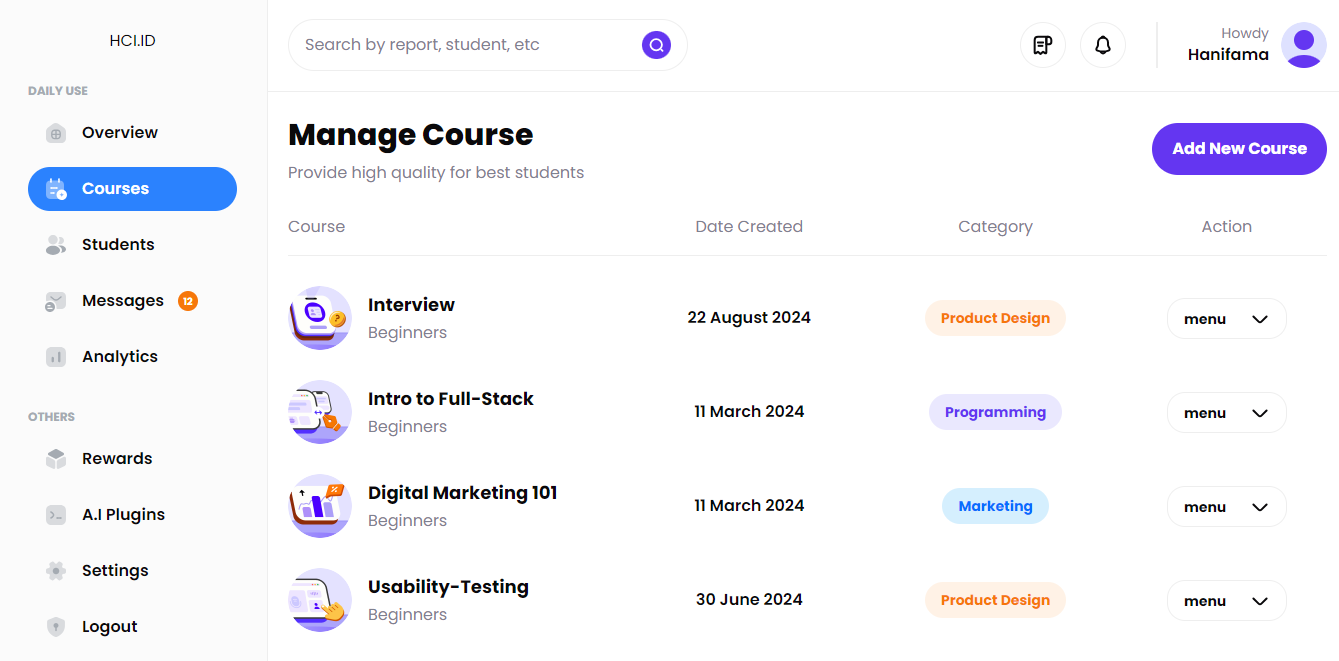 HCI.ID
DAILY USE
Overview
Courses
Students
Messages 12
Analytics
OTHERS
Rewards
A.I Plugins
Settings
Logout
Search by report, student, etc
Howdy
Hanifama
Manage Course
Provide high quality for best students
Add New Course
Course Date Created Category Action
Interview
Beginners
22 August 2024
Product Design
menu
Intro to Full-Stack
Beginners
11 March 2024
Programming
menu
Digital Marketing 101
Beginners
11 March 2024
Marketing
menu
Usability-Testing
Beginners
30 June 2024
Product Design
menu